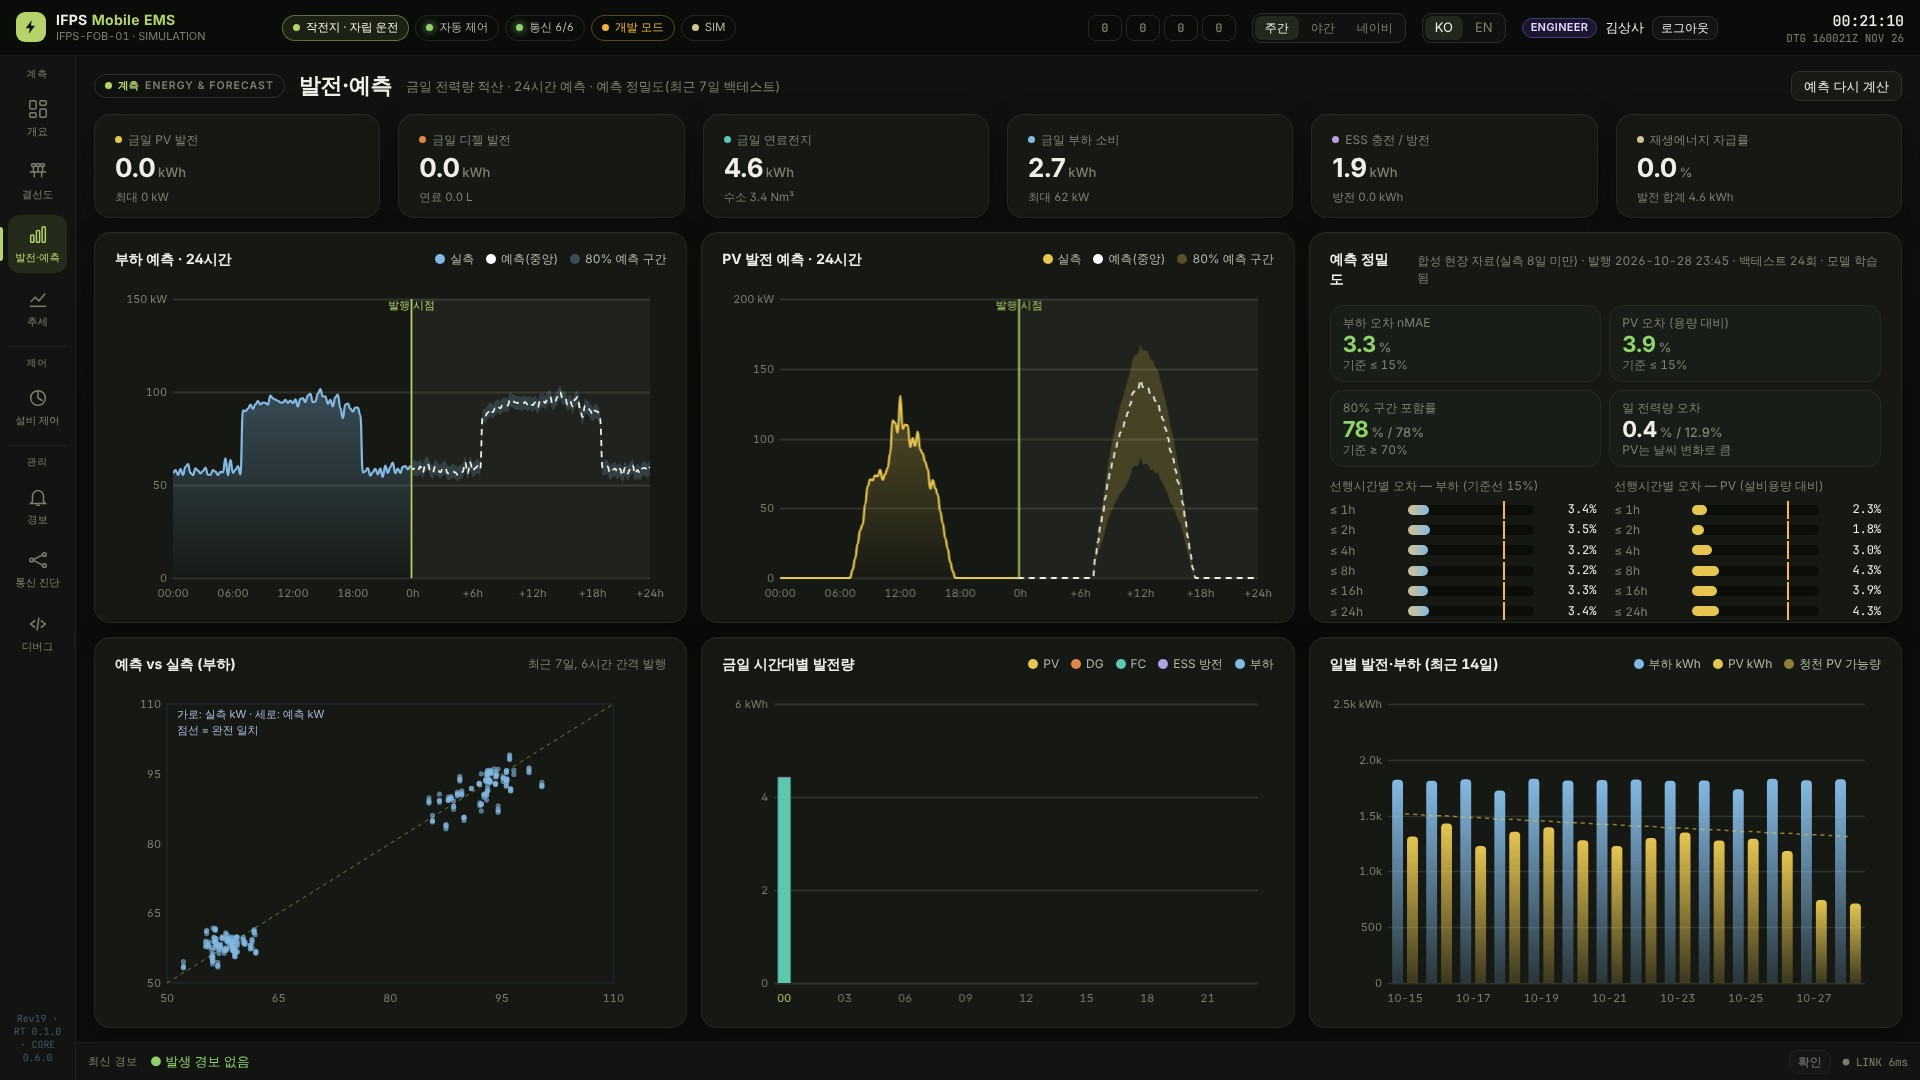 IFPS Mobile EMS
IFPS-FOB-01 · SIMULATION
작전지 · 자립 운전
자동 제어
통신 6/6
개발 모드
SIM
0 0 0 0
주간 야간 네이비
KO EN
ENGINEER 김상사 로그아웃
00:21:10
DTG 160021Z NOV 26
계측
개요
결선도
발전·예측
추세
제어
설비 제어
관리
경보
통신 진단
디버그
Rev19 ·
RT 0.1.0
· CORE
0.6.0
계측 ENERGY & FORECAST
발전·예측
금일 전력량 적산 · 24시간 예측 · 예측 정밀도(최근 7일 백테스트)
예측 다시 계산
금일 PV 발전
0.0 kWh
최대 0 kW
금일 디젤 발전
0.0 kWh
연료 0.0 L
금일 연료전지
4.6 kWh
수소 3.4 Nm³
금일 부하 소비
2.7 kWh
최대 62 kW
ESS 충전 / 방전
1.9 kWh
방전 0.0 kWh
재생에너지 자급률
0.0 %
발전 합계 4.6 kWh
부하 예측 · 24시간
실측 예측(중앙) 80% 예측 구간
발행 시점
150 kW
100
50
0
00:00 06:00 12:00 18:00 0h +6h +12h +18h +24h
PV 발전 예측 · 24시간
실측 예측(중앙) 80% 예측 구간
발행 시점
200 kW
150
100
50
0
00:00 06:00 12:00 18:00 0h +6h +12h +18h +24h
예측 정밀
도
합성 현장 자료(실측 8일 미만) · 발행 2026-10-28 23:45 · 백테스트 24회 · 모델 학습
됨
부하 오차 nMAE
3.3 %
기준 ≤ 15%
PV 오차 (용량 대비)
3.9 %
기준 ≤ 15%
80% 구간 포함률
78 % / 78%
기준 ≥ 70%
일 전력량 오차
0.4 % / 12.9%
PV는 날씨 변화로 큼
선행시간별 오차 — 부하 (기준선 15%)
≤ 1h 3.4%
≤ 2h 3.5%
≤ 4h 3.2%
≤ 8h 3.2%
≤ 16h 3.3%
≤ 24h 3.4%
선행시간별 오차 — PV (설비용량 대비)
≤ 1h 2.3%
≤ 2h 1.8%
≤ 4h 3.0%
≤ 8h 4.3%
≤ 16h 3.9%
≤ 24h 4.3%
예측 vs 실측 (부하)
최근 7일, 6시간 간격 발행
가로: 실측 kW · 세로: 예측 kW
점선 = 완전 일치
110
95
80
65
50
50 65 80 95 110
금일 시간대별 발전량
PV DG FC ESS 방전 부하
6 kWh
4
2
0
00 03 06 09 12 15 18 21
일별 발전·부하 (최근 14일)
부하 kWh PV kWh 청천 PV 가능량
2.5k kWh
2.0k
1.5k
1.0k
500
0
10-15 10-17 10-19 10-21 10-23 10-25 10-27
최신 경보 발생 경보 없음
확인
LINK 6ms